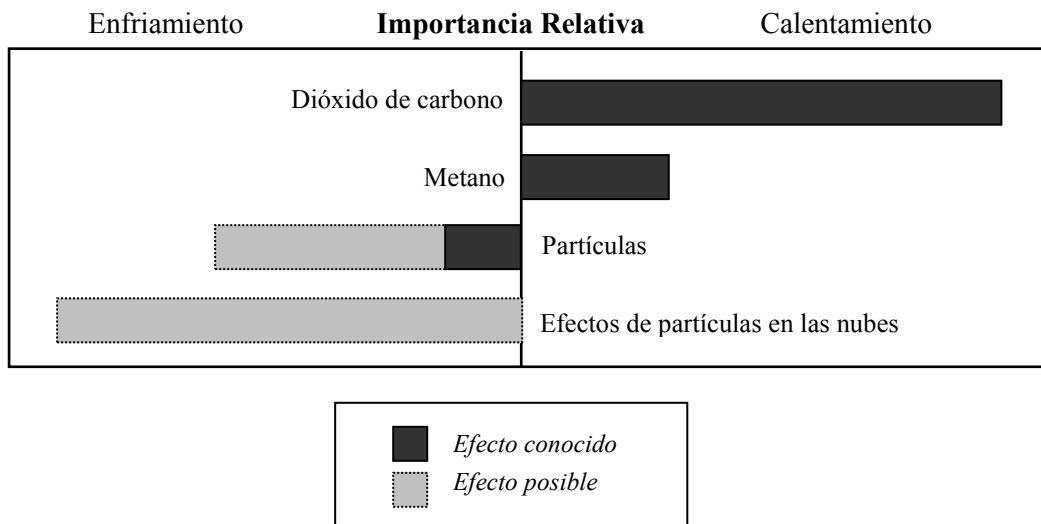 Enfriamiento Importancia Relativa Calentamiento
Dióxido de carbono
Metano
Partículas
Efectos de partículas en las nubes
Efecto conocido
Efecto posible